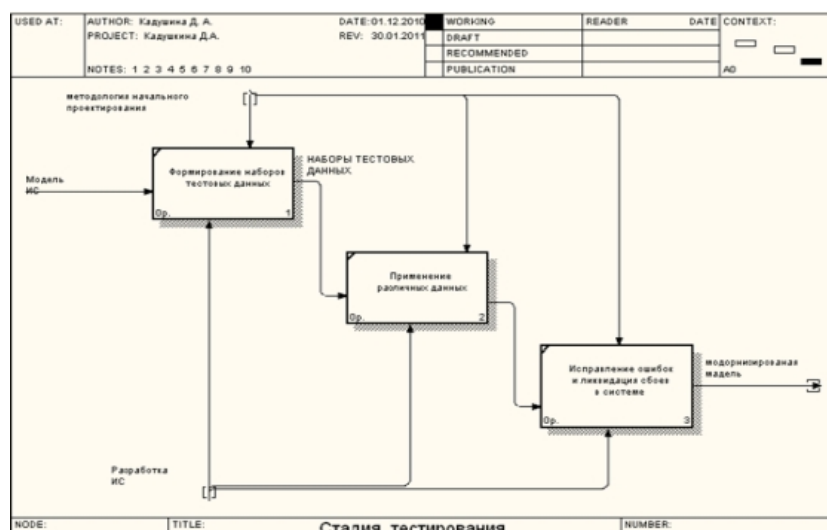 USED AT:
AUTHOR: Кадушина Д. А.
DATE:01.12.2010
WORKING
READER
DATE
CONTEXT:
PROJECT: Кадушкина Д.А.
REV: 30.01.2011
DRAFT
RECOMMENDED
NOTES: 1 2 3 4 5 6 7 8 9 10
PUBLICATION
A0
методология начального
проектирования
НАБОРЫ ТЕСТОВЫХ
ДАННЫХ
Формирование наборов
тестовых данных
0р.
1
Модель
ИС
Применение
различных данных
0р.
2
Исправление ошибок
и ликвидация сбоев
в системе
0р.
3
модорнизированая
мадель
Разработка
ИС
NODE:
TITLE:
Стадия тестирования
NUMBER: